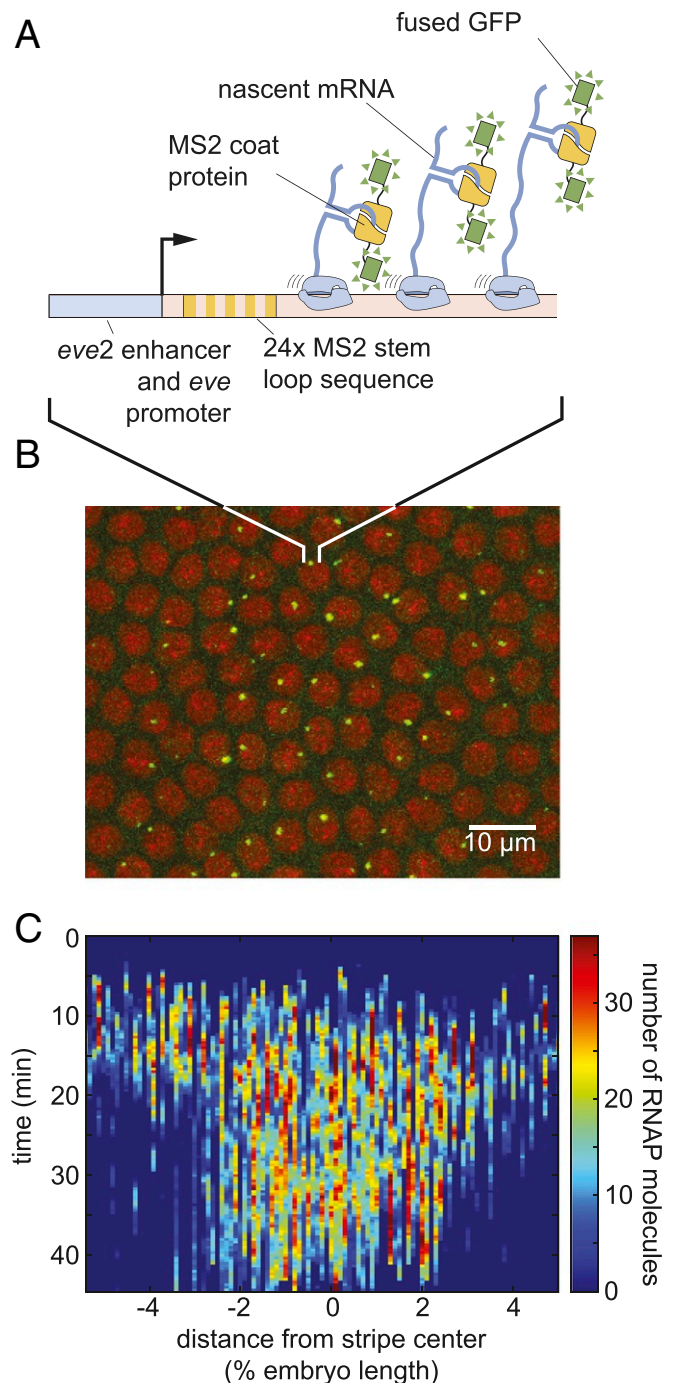 A
fused GFP
nascent mRNA
MS2 coat
protein
eve2 enhancer
and eve
promoter
24x MS2 stem
loop sequence
B
10 µm
C
0
10
20
30
40
time (min)
-4
-2
0
2
4
distance from stripe center
(% embryo length)
30
20
10
0
number of RNAP molecules